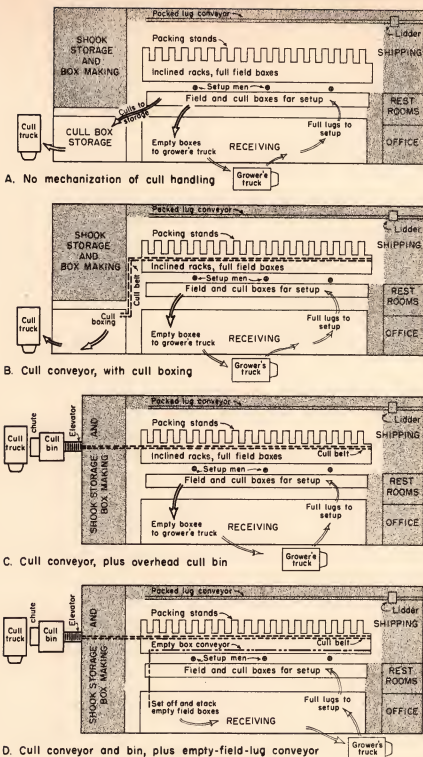 Packed lug conveyor
Lidder
SHOOK
STORAGE
AND
BOX MAKING
Packing stands
SHIPPING
Inclined racks, full field boxes
Setup men
Culls to
storage
Field and cull boxes for setup
REST
ROOMS
Cull
truck
CULL BOX
STORAGE
Empty boxes
to grower's truck
RECEIVING
Full lugs to
setup
OFFICE
Grower's
truck
A. No mechanization of cull handling
Packed lug conveyor
Lidder
SHOOK
STORAGE
AND
BOX MAKING
Packing stands
SHIPPING
Cull belt
Inclined racks, full field boxes
Setup men
Field and cull boxes for setup
REST
ROOMS
Cull
truck
Cull
boxing
Empty boxes
to grower's truck
RECEIVING
Full lugs to
setup
OFFICE
Grower's
truck
B. Cull conveyor, with cull boxing
Packed lug conveyor
Lidder
Packing stands
SHIPPING
Cull
truck
chute
Cull
bin
Elevator
SHOOK STORAGE AND
BOX MAKING
Inclined racks, full field boxes
Cull belt
Setup men
Field and cull boxes for setup
REST
ROOMS
Empty boxes
to grower's truck
RECEIVING
Full lugs to
setup
OFFICE
Grower's
truck
C. Cull conveyor, plus overhead cull bin
Packed lug conveyor
Lidder
Packing stands
SHIPPING
Cull
truck
chute
Cull
bin
Elevator
SHOOK STORAGE AND
BOX MAKING
Cull belt
Empty box conveyor
Setup men
Field and cull boxes for setup
REST
ROOMS
Set off and stack
empty field boxes
RECEIVING
Full lugs to
setup
OFFICE
Grower's
truck
D. Cull conveyor and bin, plus empty-field-lug conveyor